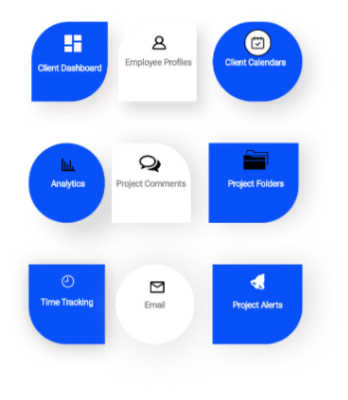 Client Dashboard
Employee Profiles
Client Calendars
Analytics
Project Comments
Project Folders
Time Tracking
Email
Project Alerts